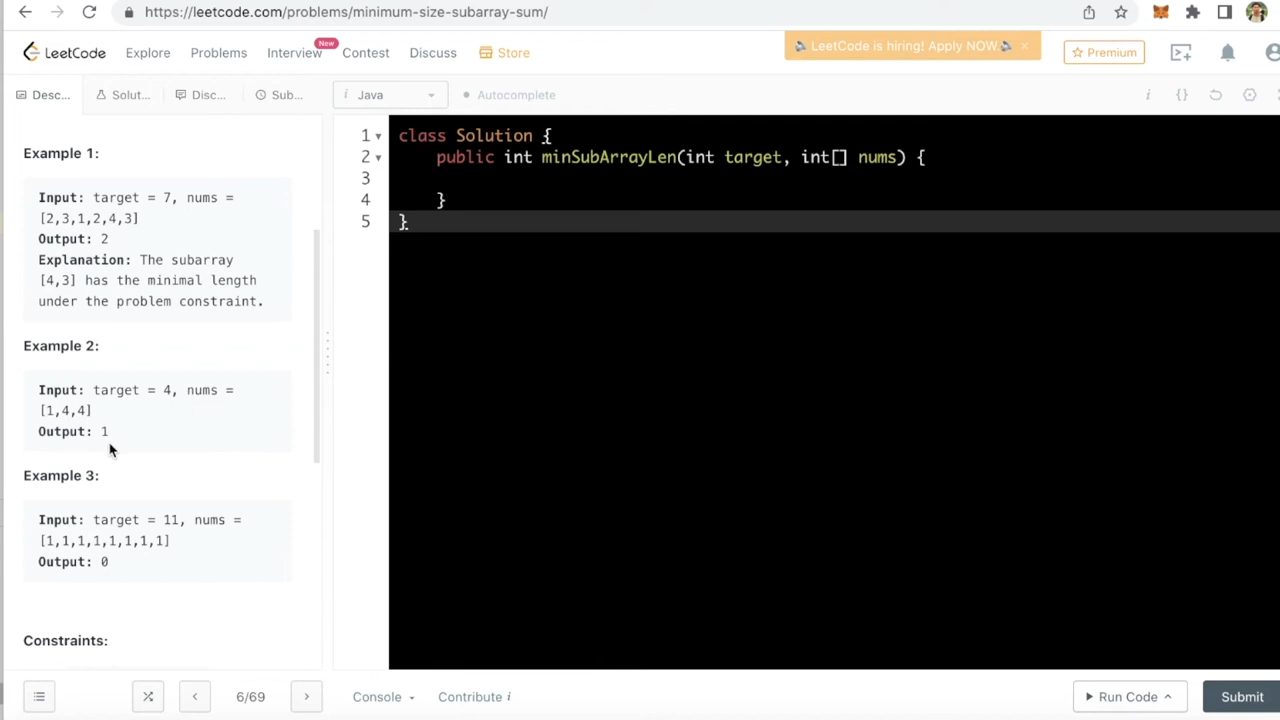 https://leetcode.com/problems/minimum-size-subarray-sum/
LeetCode Explore Problems Interview New Contest Discuss Store LeetCode is hiring! Apply NOW. × Premium
Desc... Solut... Disc... Sub... i Java Autocomplete i {}
Example 1:
Input: target = 7, nums =
[2,3,1,2,4,3]
Output: 2
Explanation: The subarray
[4,3] has the minimal length
under the problem constraint.
Example 2:
Input: target = 4, nums =
[1,4,4]
Output: 1
Example 3:
Input: target = 11, nums =
[1,1,1,1,1,1,1,1]
Output: 0
Constraints:
1 class Solution {
2 public int minSubArrayLen(int target, int[] nums) {
3
4 }
5 }
6/69 Console Contribute i Run Code Submit